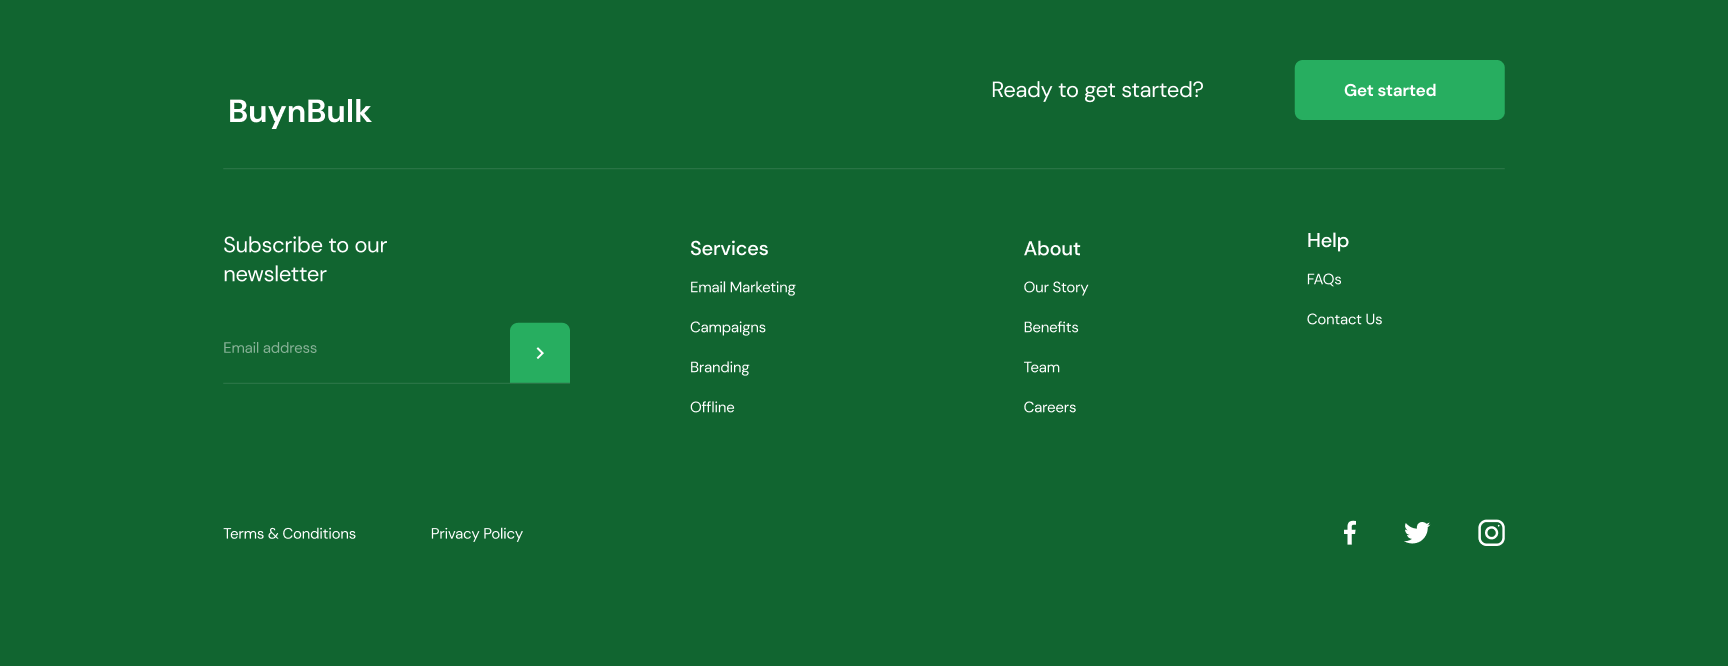 BuynBulk
Ready to get started?
Get started
Subscribe to our
newsletter
Email address
Services
Email Marketing
Campaigns
Branding
Offline
About
Our Story
Benefits
Team
Careers
Help
FAQs
Contact Us
Terms & Conditions
Privacy Policy